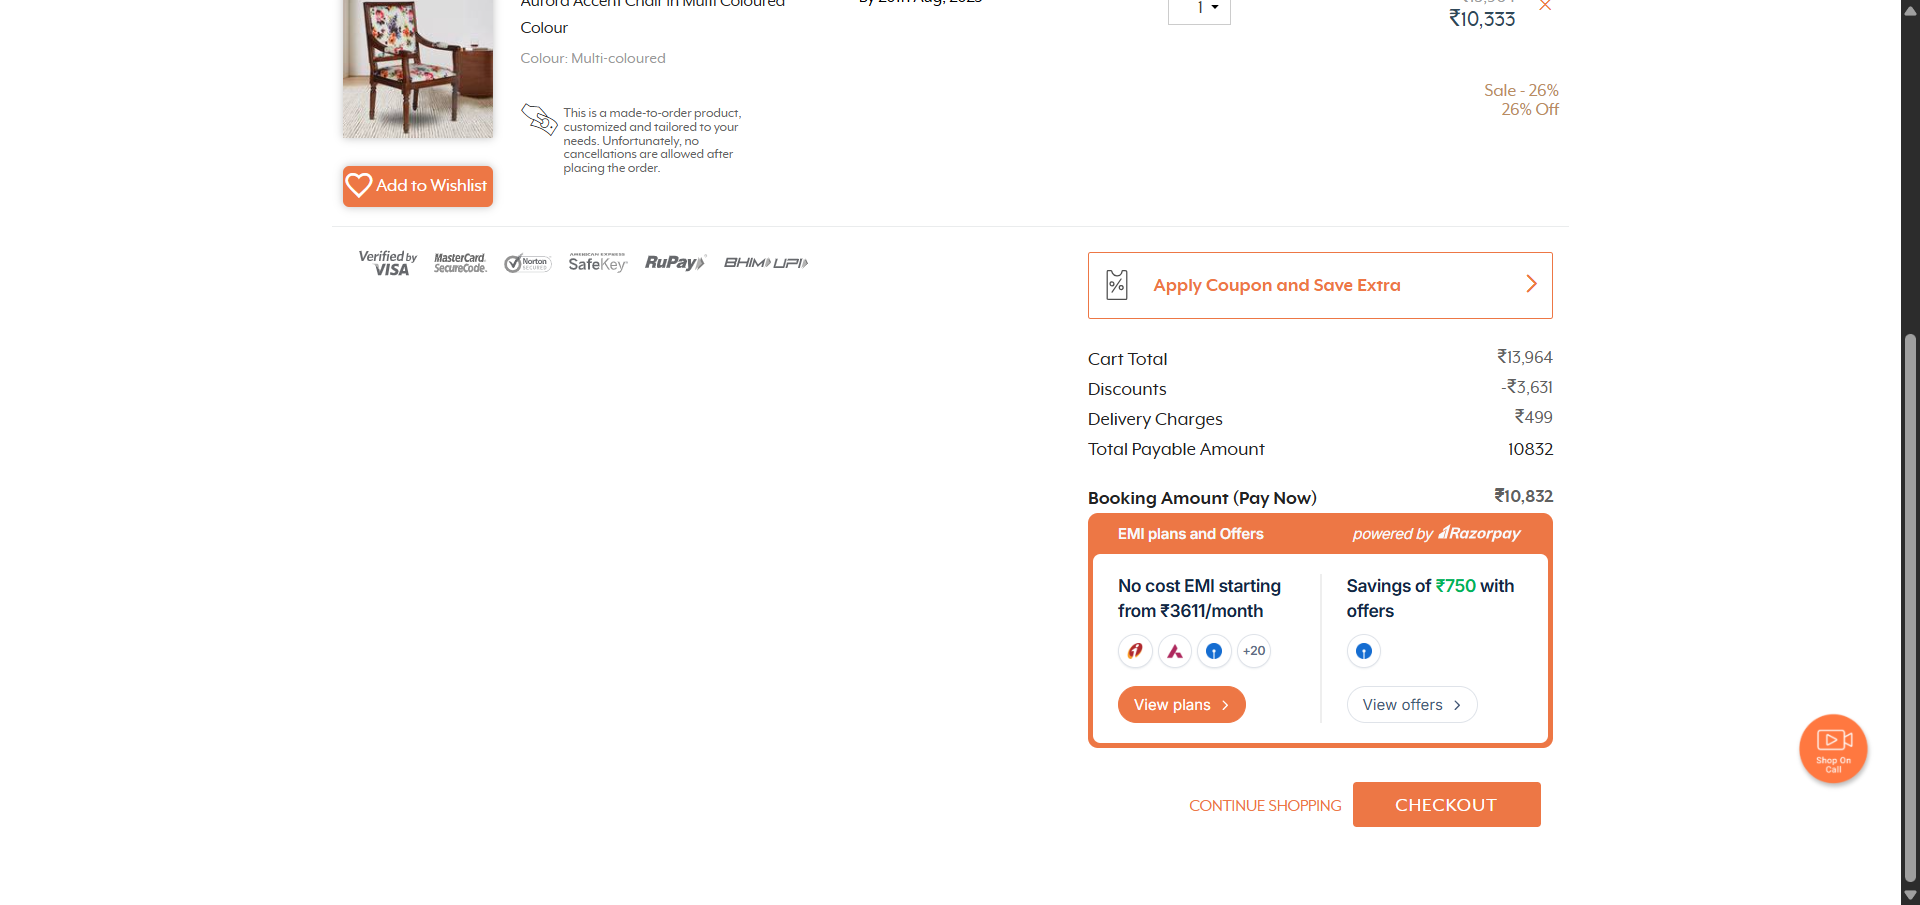 Aurora Accent Chair in Multi Coloured
Colour
Colour: Multi-coloured
This is a made-to-order product,
customized and tailored to your
needs. Unfortunately, no
cancellations are allowed after
placing the order.
Add to Wishlist
1
₹10,333
Sale - 26%
26% Off
Verified by
VISA
MasterCard.
SecureCode.
Norton
SECURED
AMERICAN EXPRESS
SafeKey
RuPay
BHIM UPI
Apply Coupon and Save Extra
Cart Total ₹13,964
Discounts -₹3,631
Delivery Charges ₹499
Total Payable Amount 10832
Booking Amount (Pay Now) ₹10,832
EMI plans and Offers powered by Razorpay
No cost EMI starting
from ₹3611/month
+20
View plans
Savings of ₹750 with
offers
View offers
CONTINUE SHOPPING CHECKOUT
Shop On
Call